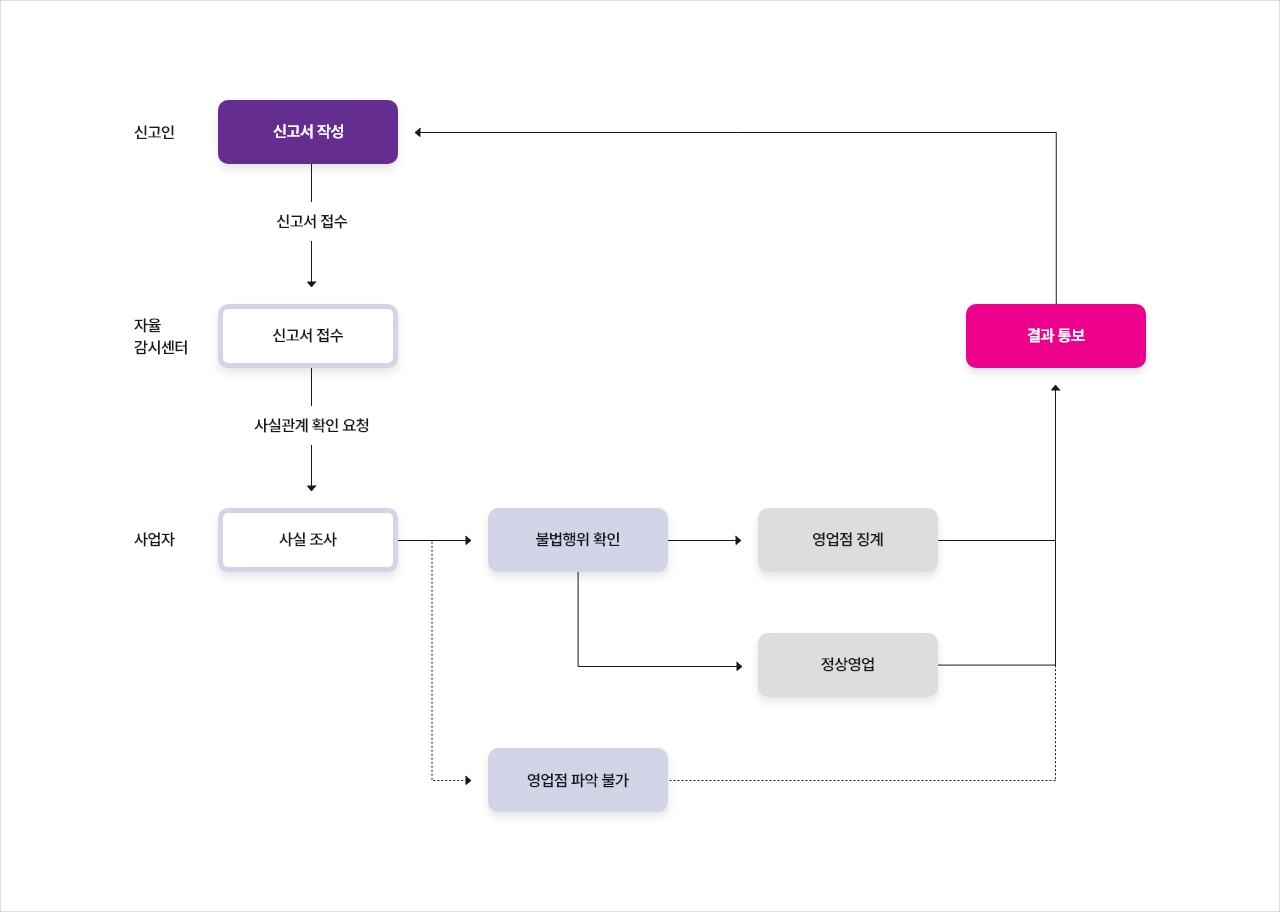 신고인
신고서 작성
신고서 접수
자율
감시센터
신고서 접수
결과 통보
사실관계 확인 요청
사업자
사실 조사
불법행위 확인
영업점 징계
정상영업
영업점 파악 불가